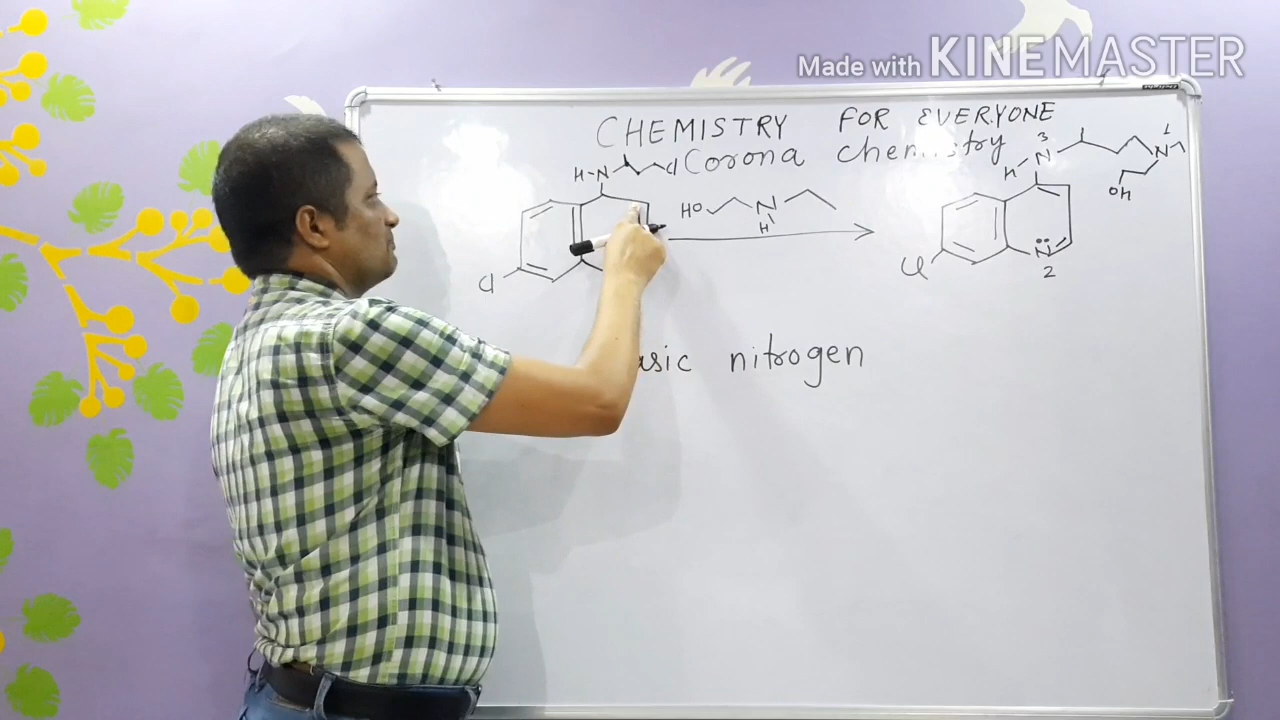 Made with KINEMASTER
CHEMISTRY FOR EVERYONE
Corona chemistry
H-N Cl
HO N
H
Cl
3
H N
1
N
OH
N
2
Cl
nitrogen